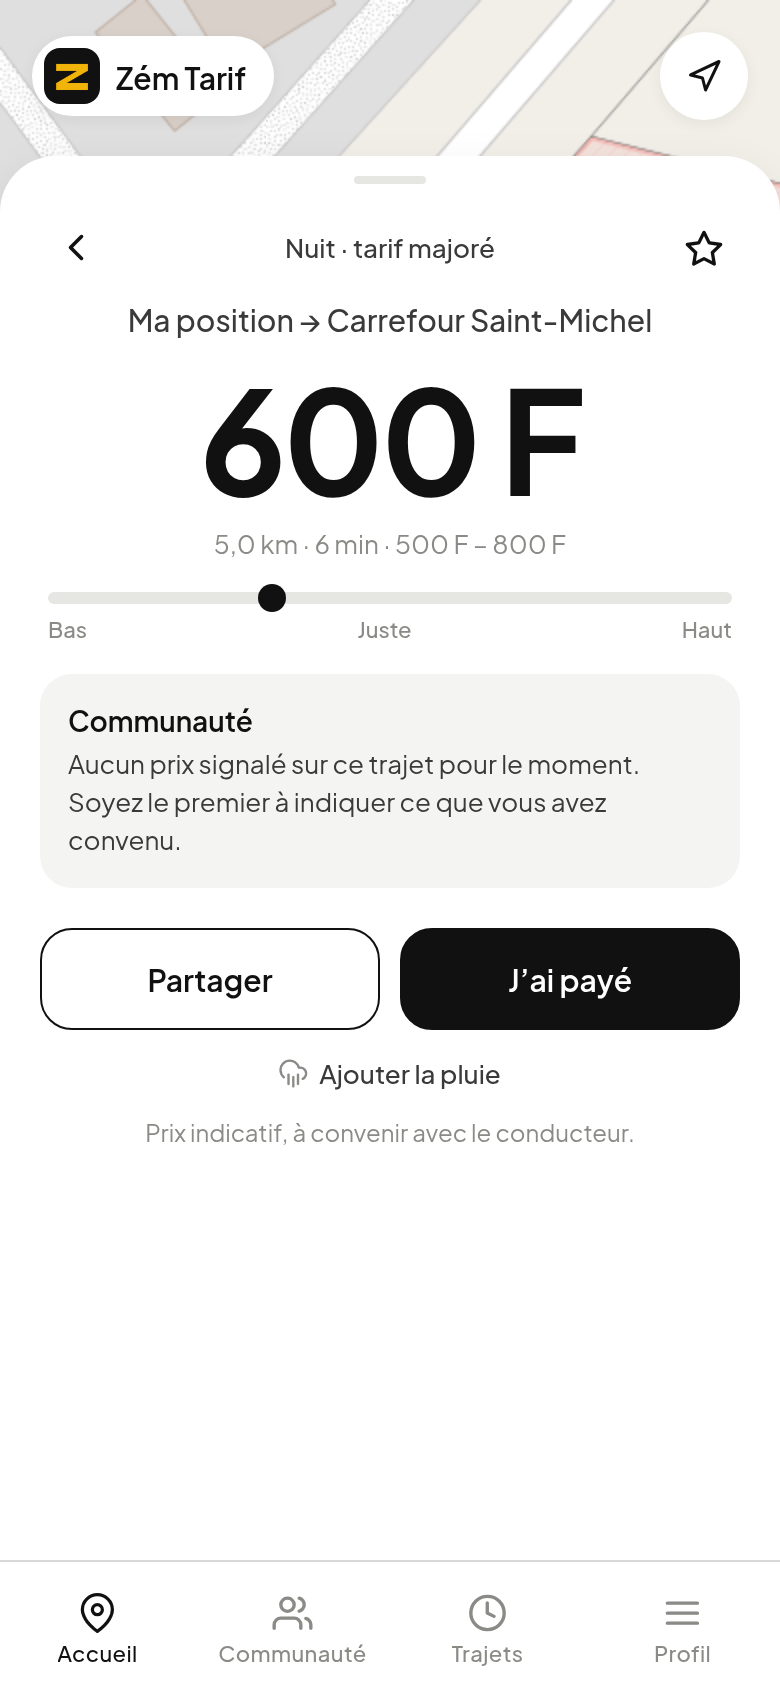 Zém Tarif
Nuit · tarif majoré
Ma position → Carrefour Saint-Michel
600 F
5,0 km · 6 min · 500 F – 800 F
Bas Juste Haut
Communauté
Aucun prix signalé sur ce trajet pour le moment.
Soyez le premier à indiquer ce que vous avez
convenu.
Partager J’ai payé
Ajouter la pluie
Prix indicatif, à convenir avec le conducteur.
Accueil Communauté Trajets Profil